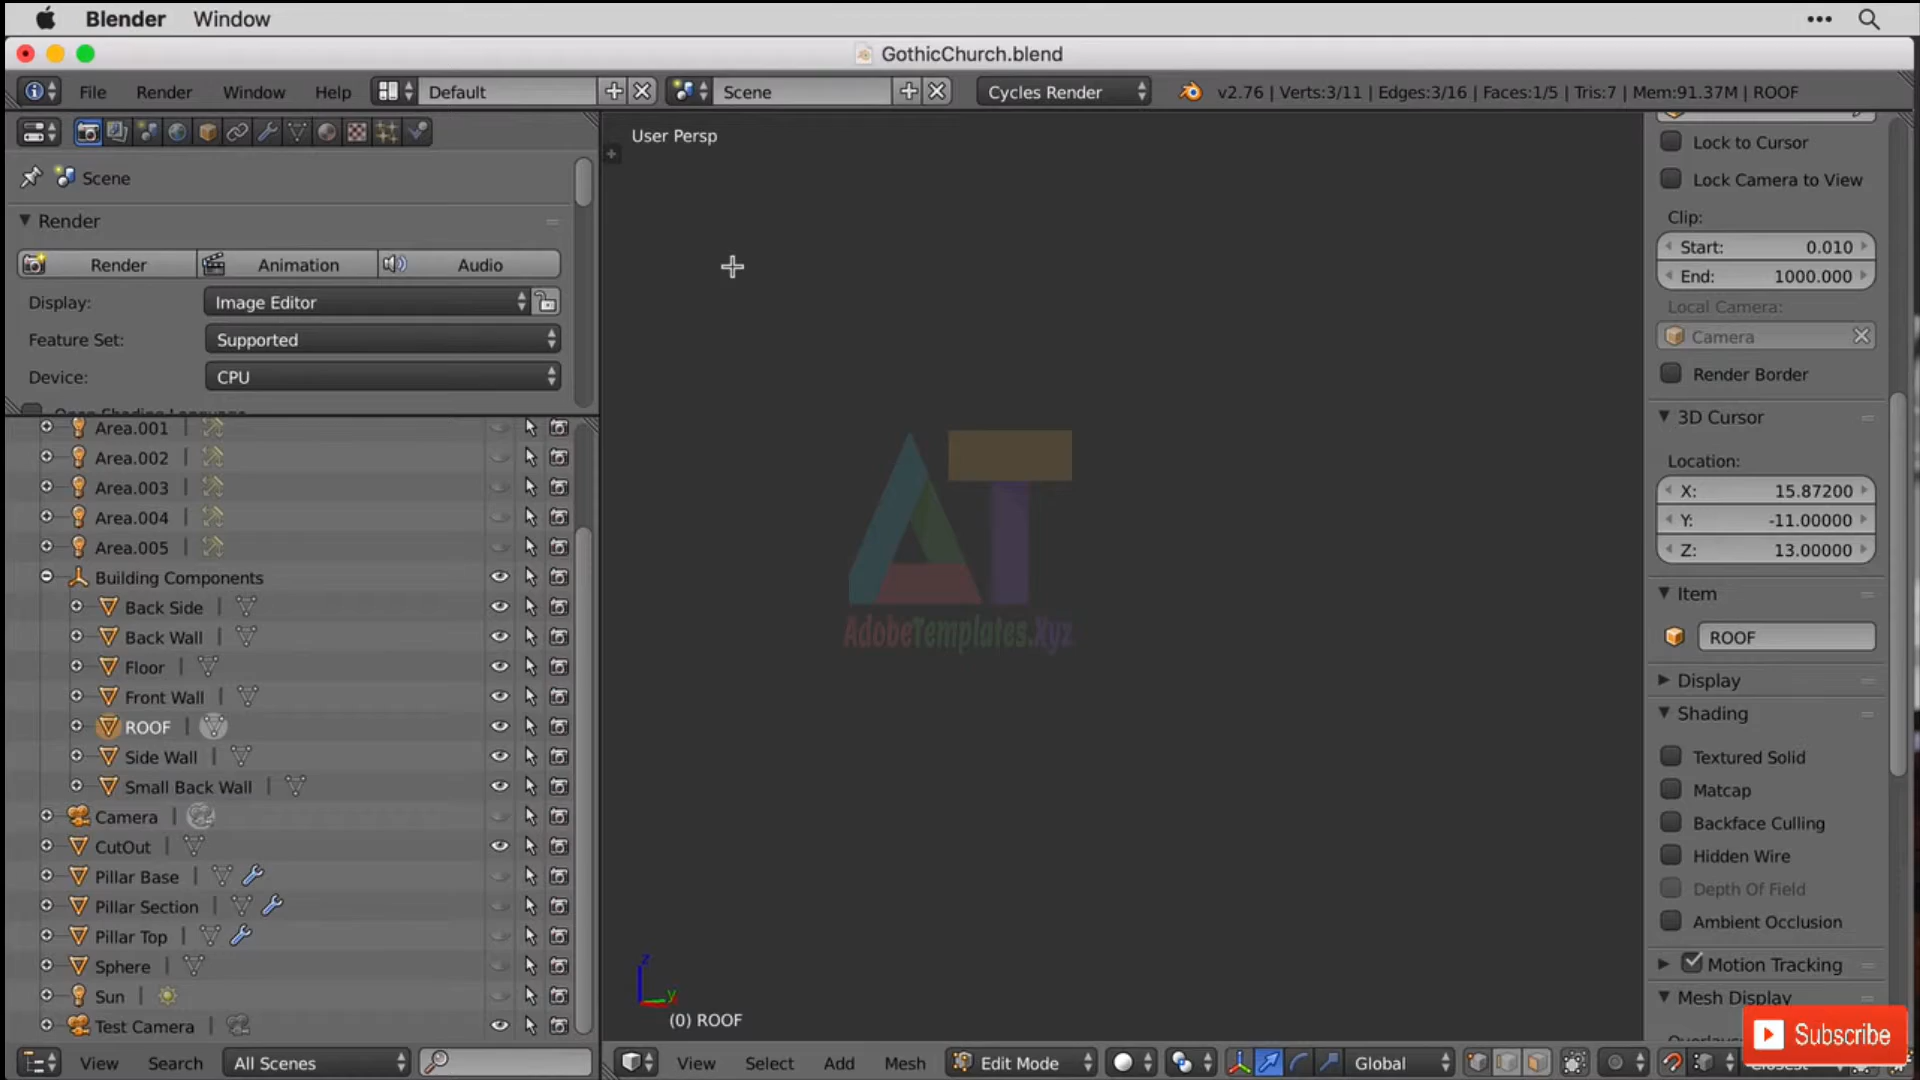 Blender Window
GothicChurch.blend
File Render Window Help Default Scene Cycles Render v2.76 | Verts:3/11 | Edges:3/16 | Faces:1/5 | Tris:7 | Mem:91.37M | ROOF
Scene
Render
Render Animation Audio
Display: Image Editor
Feature Set: Supported
Device: CPU
Open Shading Language
Area.001
Area.002
Area.003
Area.004
Area.005
Building Components
Back Side
Back Wall
Floor
Front Wall
ROOF
Side Wall
Small Back Wall
Camera
CutOut
Pillar Base
Pillar Section
Pillar Top
Sphere
Sun
Test Camera
View Search All Scenes
User Persp
AT
AdobeTemplates.Xyz
z
y
(0) ROOF
View Select Add Mesh Edit Mode Global Closest
Lock to Cursor
Lock Camera to View
Clip:
Start: 0.010
End: 1000.000
Local Camera:
Camera
Render Border
3D Cursor
Location:
X: 15.87200
Y: -11.00000
Z: 13.00000
Item
ROOF
Display
Shading
Textured Solid
Matcap
Backface Culling
Hidden Wire
Depth Of Field
Ambient Occlusion
Motion Tracking
Mesh Display
Subscribe